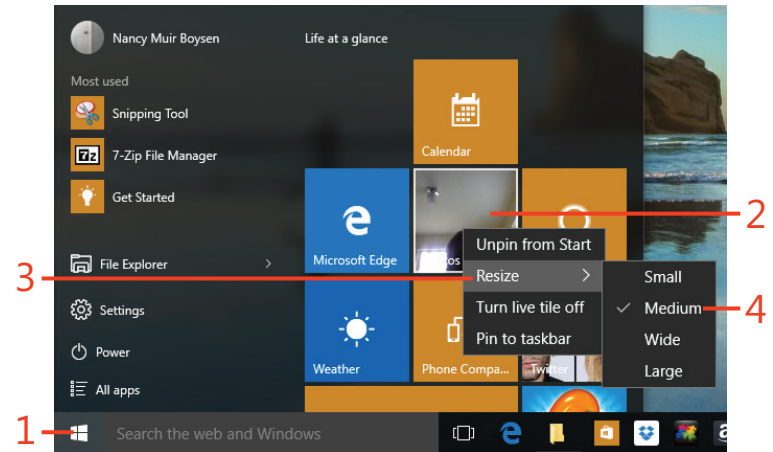 Nancy Muir Boysen
Life at a glance
Most used
Snipping Tool
7z
7-Zip File Manager
Get Started
Calendar
Microsoft Edge
2
Unpin from Start
3
File Explorer
Resize
Small
Settings
Turn live tile off
Medium
4
Pin to taskbar
Wide
Power
Weather
Phone Compa...
Twitter
Large
All apps
1
Search the web and Windows